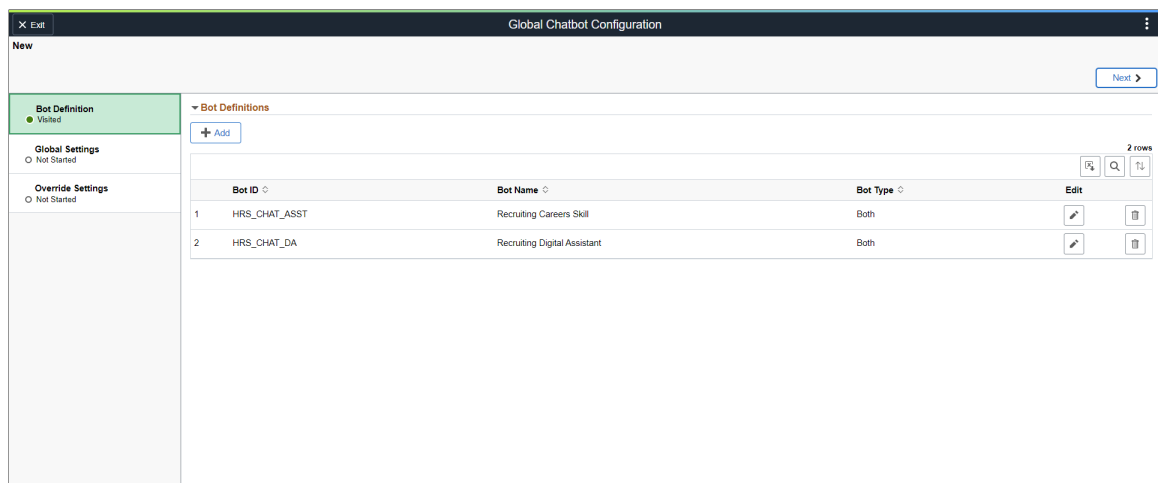 Exit
Global Chatbot Configuration
New
Next
Bot Definition
Visited
Global Settings
Not Started
Override Settings
Not Started
Bot Definitions
Add
2 rows
Bot ID Bot Name Bot Type Edit
1 HRS_CHAT_ASST Recruiting Careers Skill Both
2 HRS_CHAT_DA Recruiting Digital Assistant Both